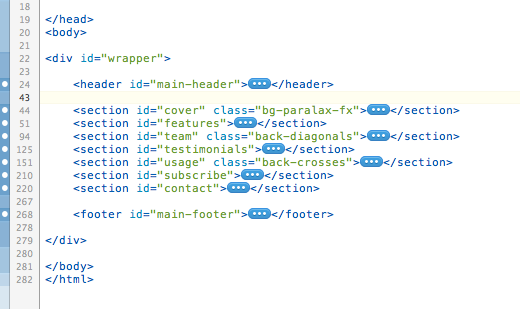 18
19 </head>
20 <body>
21
22 <div id="wrapper">
23
24 <header id="main-header">•••</header>
43
44 <section id="cover" class="bg-paralax-fx">•••</section>
51 <section id="features">•••</section>
94 <section id="team" class="back-diagonals">•••</section>
125 <section id="testimonials">•••</section>
151 <section id="usage" class="back-crosses">•••</section>
210 <section id="subscribe">•••</section>
220 <section id="contact">•••</section>
267
268 <footer id="main-footer">•••</footer>
278
279 </div>
280
281 </body>
282 </html>